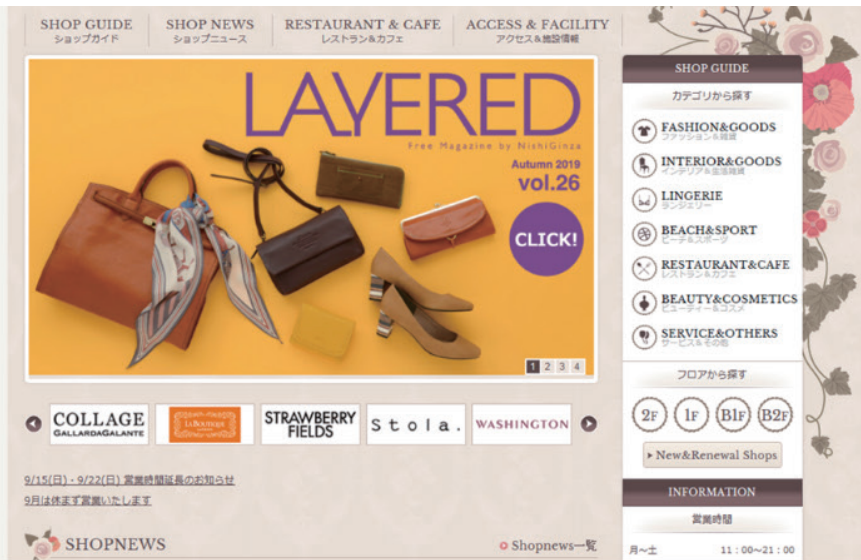 SHOP GUIDE
ショップガイド
SHOP NEWS
ショップニュース
RESTAURANT & CAFE
レストラン&カフェ
ACCESS & FACILITY
アクセス&施設情報
LAYERED
Free Magazine by NishiGinza
Autumn 2019
vol.26
CLICK!
1 2 3 4
COLLAGE
GALLARDAGALANTE
LA BOUTIQUE
STRAWBERRY
FIELDS
Stola.
WASHINGTON
9/15(日)・9/22(日) 営業時間延長のお知らせ
9月は休まず営業いたします
SHOPNEWS
Shopnews一覧
SHOP GUIDE
カテゴリから探す
FASHION&GOODS
ファッション&雑貨
INTERIOR&GOODS
インテリア&生活雑貨
LINGERIE
ランジェリー
BEACH&SPORT
ビーチ&スポーツ
RESTAURANT&CAFE
レストラン&カフェ
BEAUTY&COSMETICS
ビューティー&コスメ
SERVICE&OTHERS
サービス&その他
フロアから探す
2F 1F B1F B2F
New&Renewal Shops
INFORMATION
営業時間
月〜土 11:00〜21:00